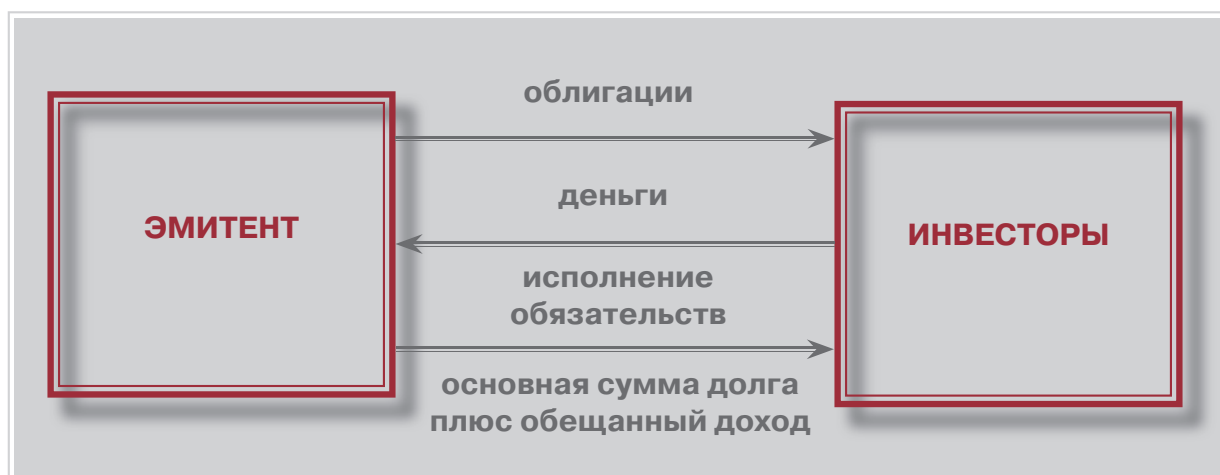 облигации
деньги
ЭМИТЕНТ
ИНВЕСТОРЫ
исполнение
обязательств
основная сумма долга
плюс обещанный доход